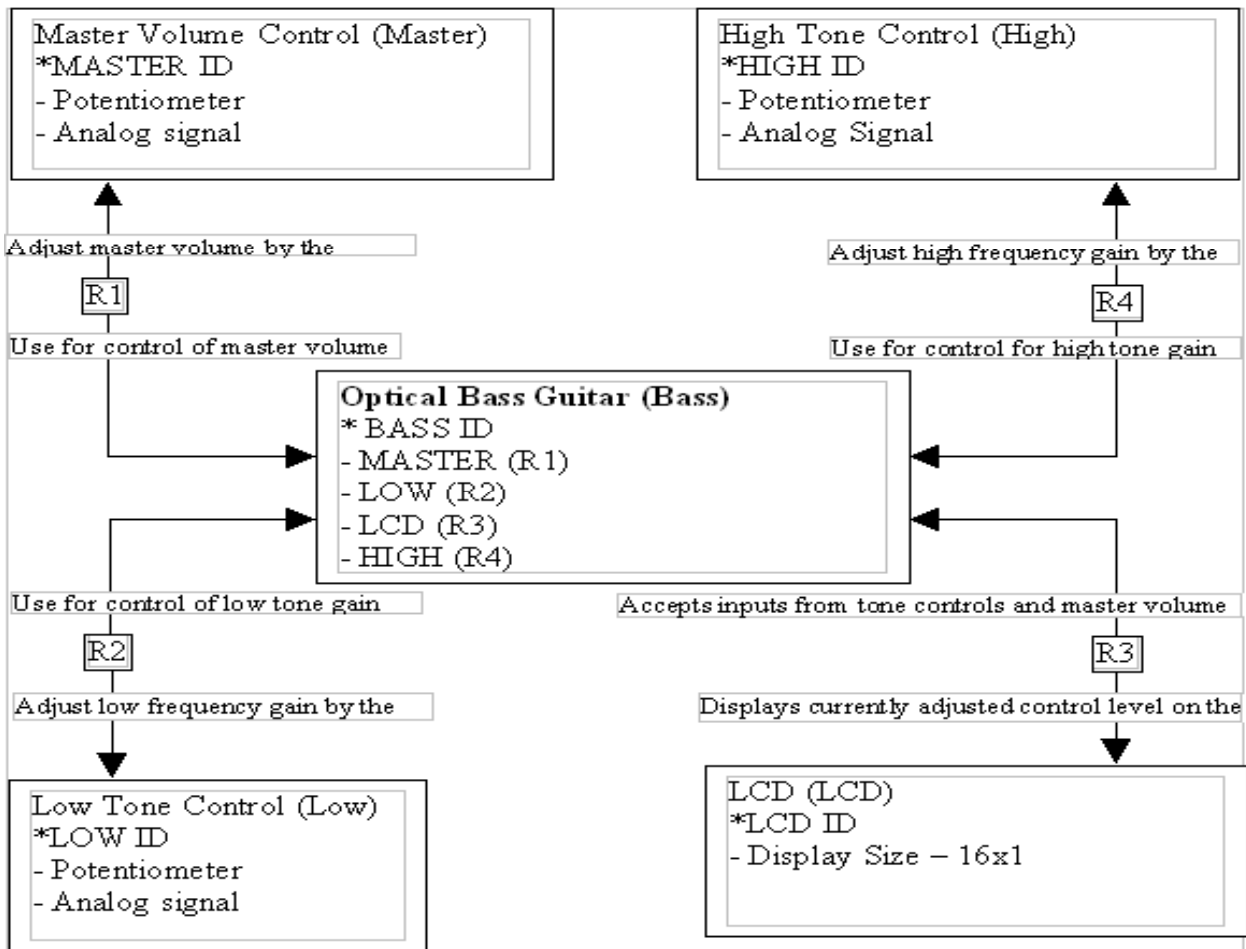 Master Volume Control (Master)
*MASTER ID
- Potentiometer
- Analog signal
High Tone Control (High)
*HIGH ID
- Potentiometer
- Analog Signal
Adjust master volume by the
R1
Use for control of master volume
Adjust high frequency gain by the
R4
Use for control for high tone gain
Optical Bass Guitar (Bass)
* BASS ID
- MASTER (R1)
- LOW (R2)
- LCD (R3)
- HIGH (R4)
Use for control of low tone gain
R2
Adjust low frequency gain by the
Accepts inputs from tone controls and master volume
R3
Displays currently adjusted control level on the
Low Tone Control (Low)
*LOW ID
- Potentiometer
- Analog signal
LCD (LCD)
*LCD ID
- Display Size – 16x1